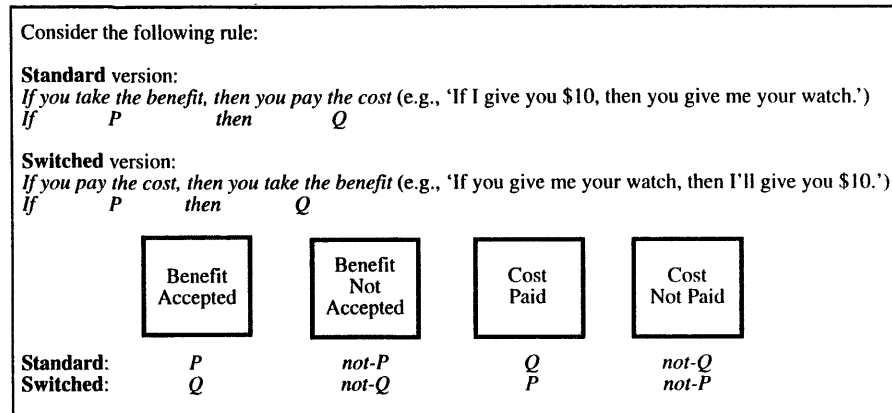 Consider the following rule:
Standard version:
If you take the benefit, then you pay the cost (e.g., ‘If I give you $10, then you give me your watch.’)
If P then Q
Switched version:
If you pay the cost, then you take the benefit (e.g., ‘If you give me your watch, then I’ll give you $10.’)
If P then Q
Benefit
Accepted
Benefit
Not
Accepted
Cost
Paid
Cost
Not Paid
Standard: P not-P Q not-Q
Switched: Q not-Q P not-P